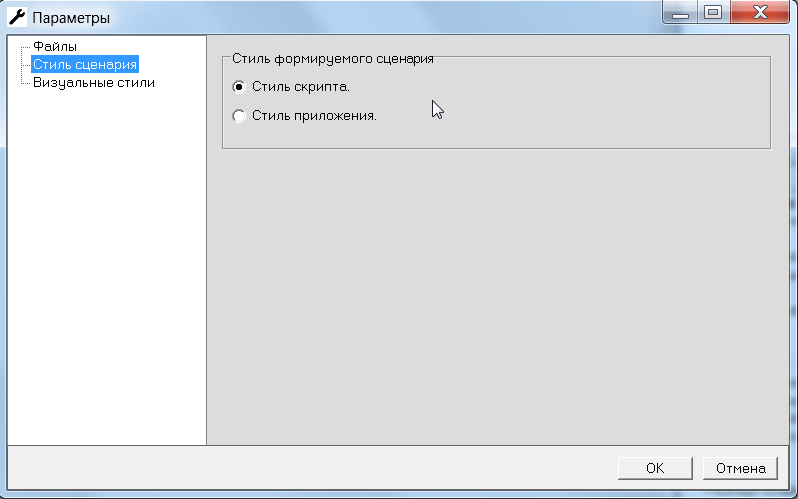 Параметры
Файлы
Стиль сценария
Визуальные стили
Стиль формируемого сценария
Стиль скрипта.
Стиль приложения.
OK
Отмена